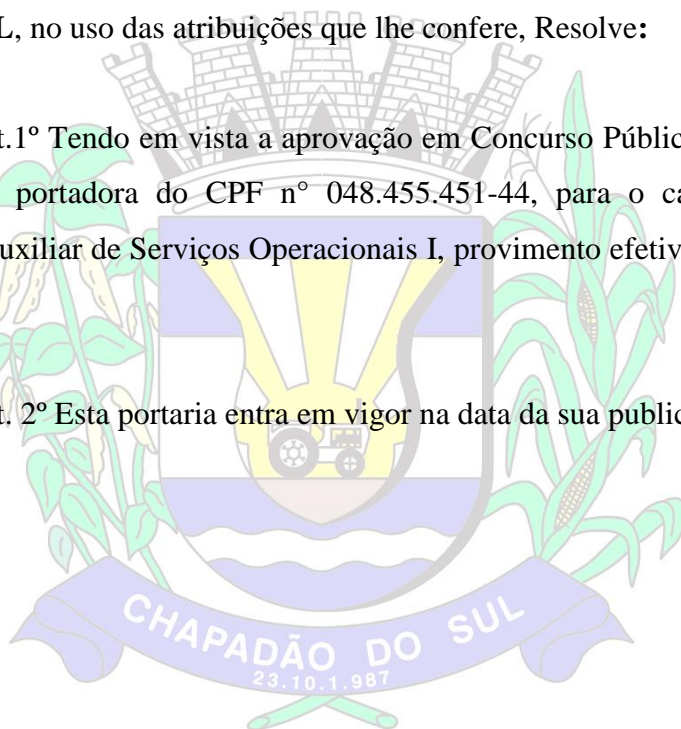 L, no uso das atribuições que lhe confere, Resolve:
t.1º Tendo em vista a aprovação em Concurso Públic
portadora do CPF n° 048.455.451-44, para o ca
uxiliar de Serviços Operacionais I, provimento efetiv
t. 2º Esta portaria entra em vigor na data da sua public
CHAPADÃO DO SUL
23.10.1.987